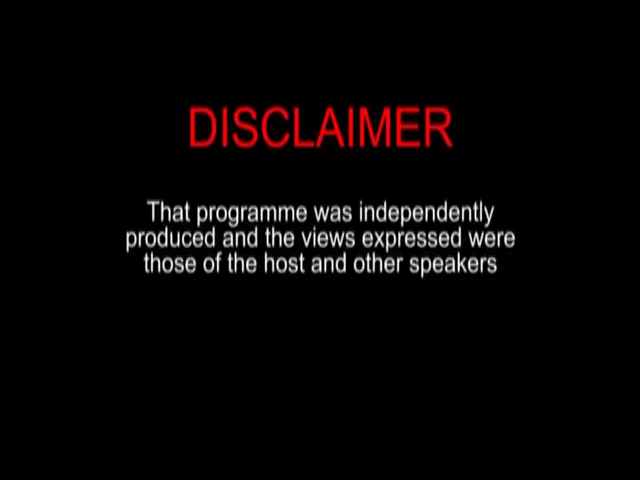 DISCLAIMER
That programme was independently
produced and the views expressed were
those of the host and other speakers